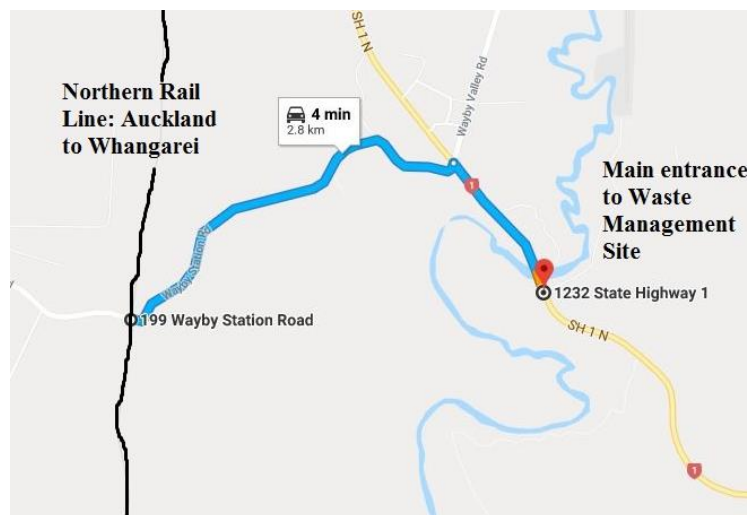 SH 1 N
Northern Rail
Line: Auckland
to Whangarei
4 min
2.8 km
Wayby Valley Rd
1
Main entrance
to Waste
Management
Site
Wayby Station Rd
1232 State Highway 1
199 Wayby Station Road
SH 1 N
1